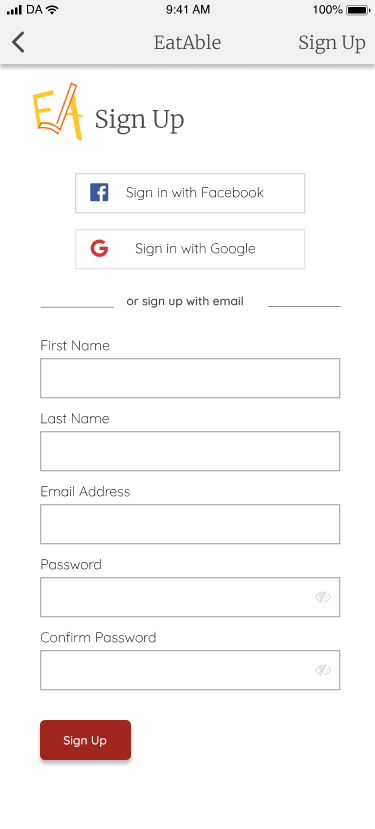 DA 9:41 AM 100%
EatAble Sign Up
EA Sign Up
Sign in with Facebook
G Sign in with Google
or sign up with email
First Name
Last Name
Email Address
Password
Confirm Password
Sign Up